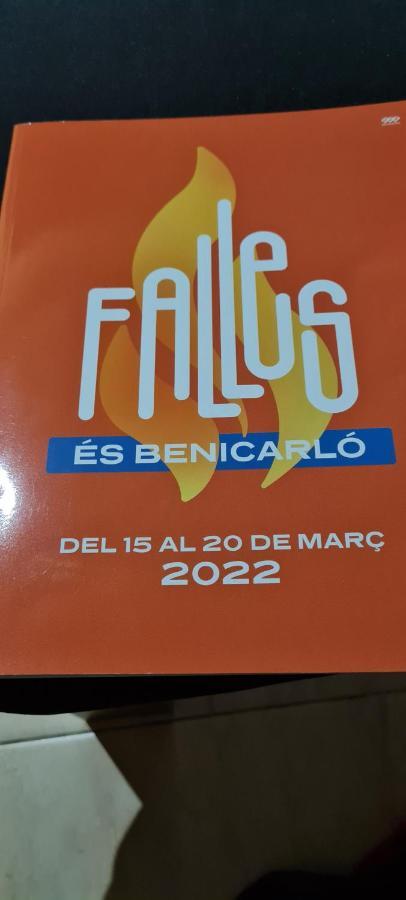 FALLES
ÉS BENICARLÓ
DEL 15 AL 20 DE MARÇ
2022